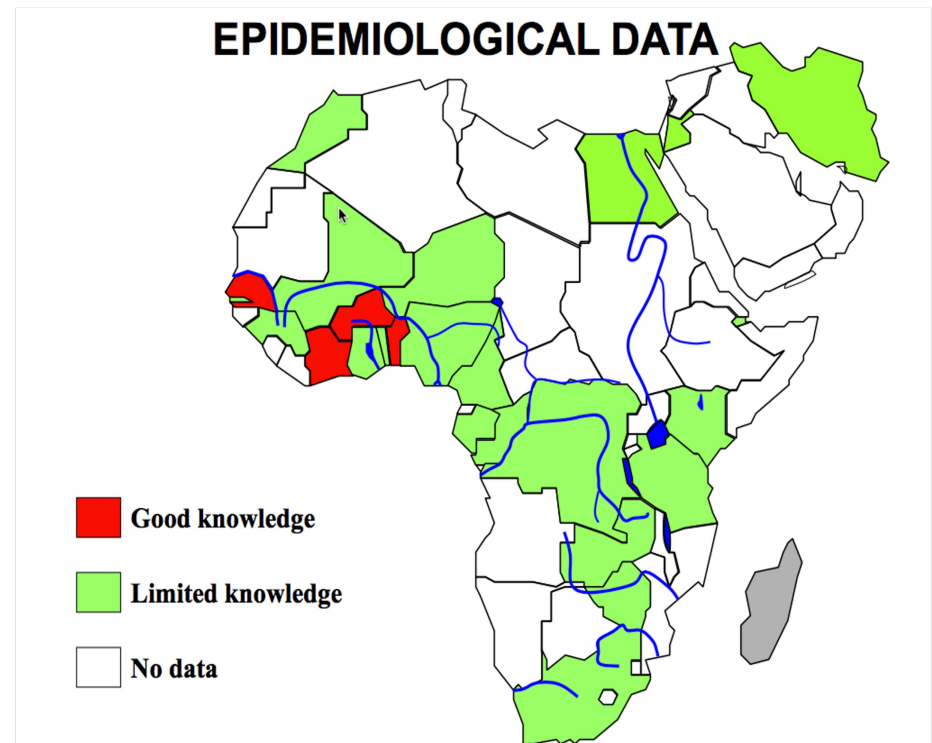 EPIDEMIOLOGICAL DATA
Good knowledge
Limited knowledge
No data